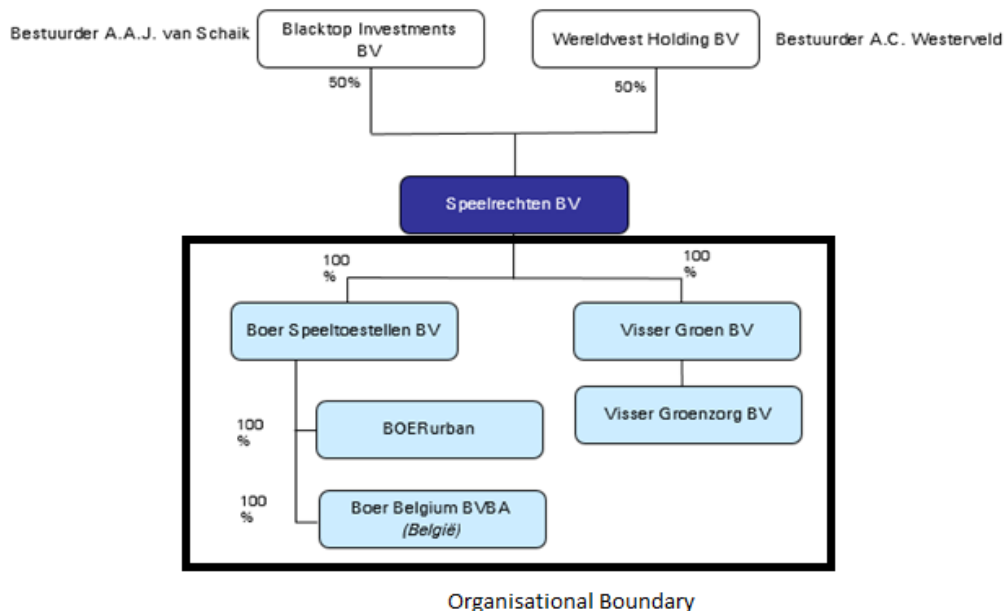 Bestuurder A.A.J. van Schaik
Blacktop Investments
BV
Wereldvest Holding BV
Bestuurder A.C. Westerveld
50%
50%
Speelrechten BV
100
%
100
%
Boer Speeltoestellen BV
Visser Groen BV
Visser Groenzorg BV
100
%
BOERurban
100
%
Boer Belgium BVBA
(België)
Organisational Boundary